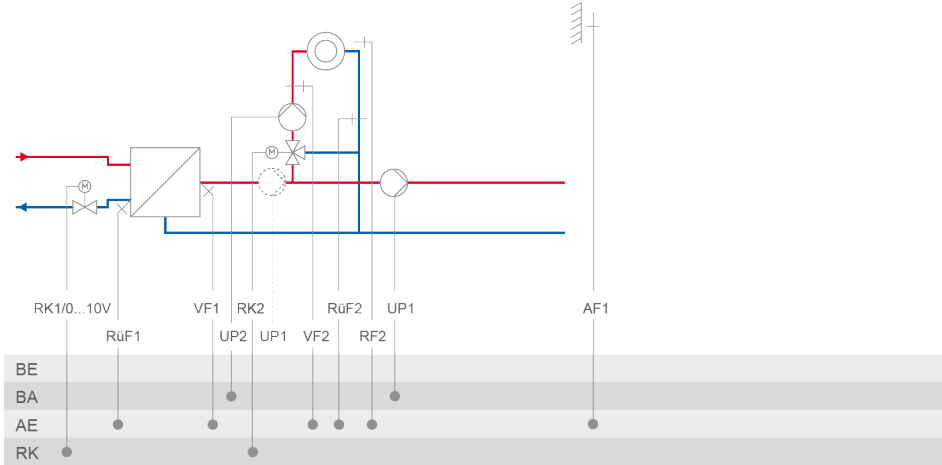 M
M
RK1/0...10V
VF1
RK2
RüF2
UP1
AF1
RüF1
UP2
UP1
VF2
RF2
BE
BA
AE
RK